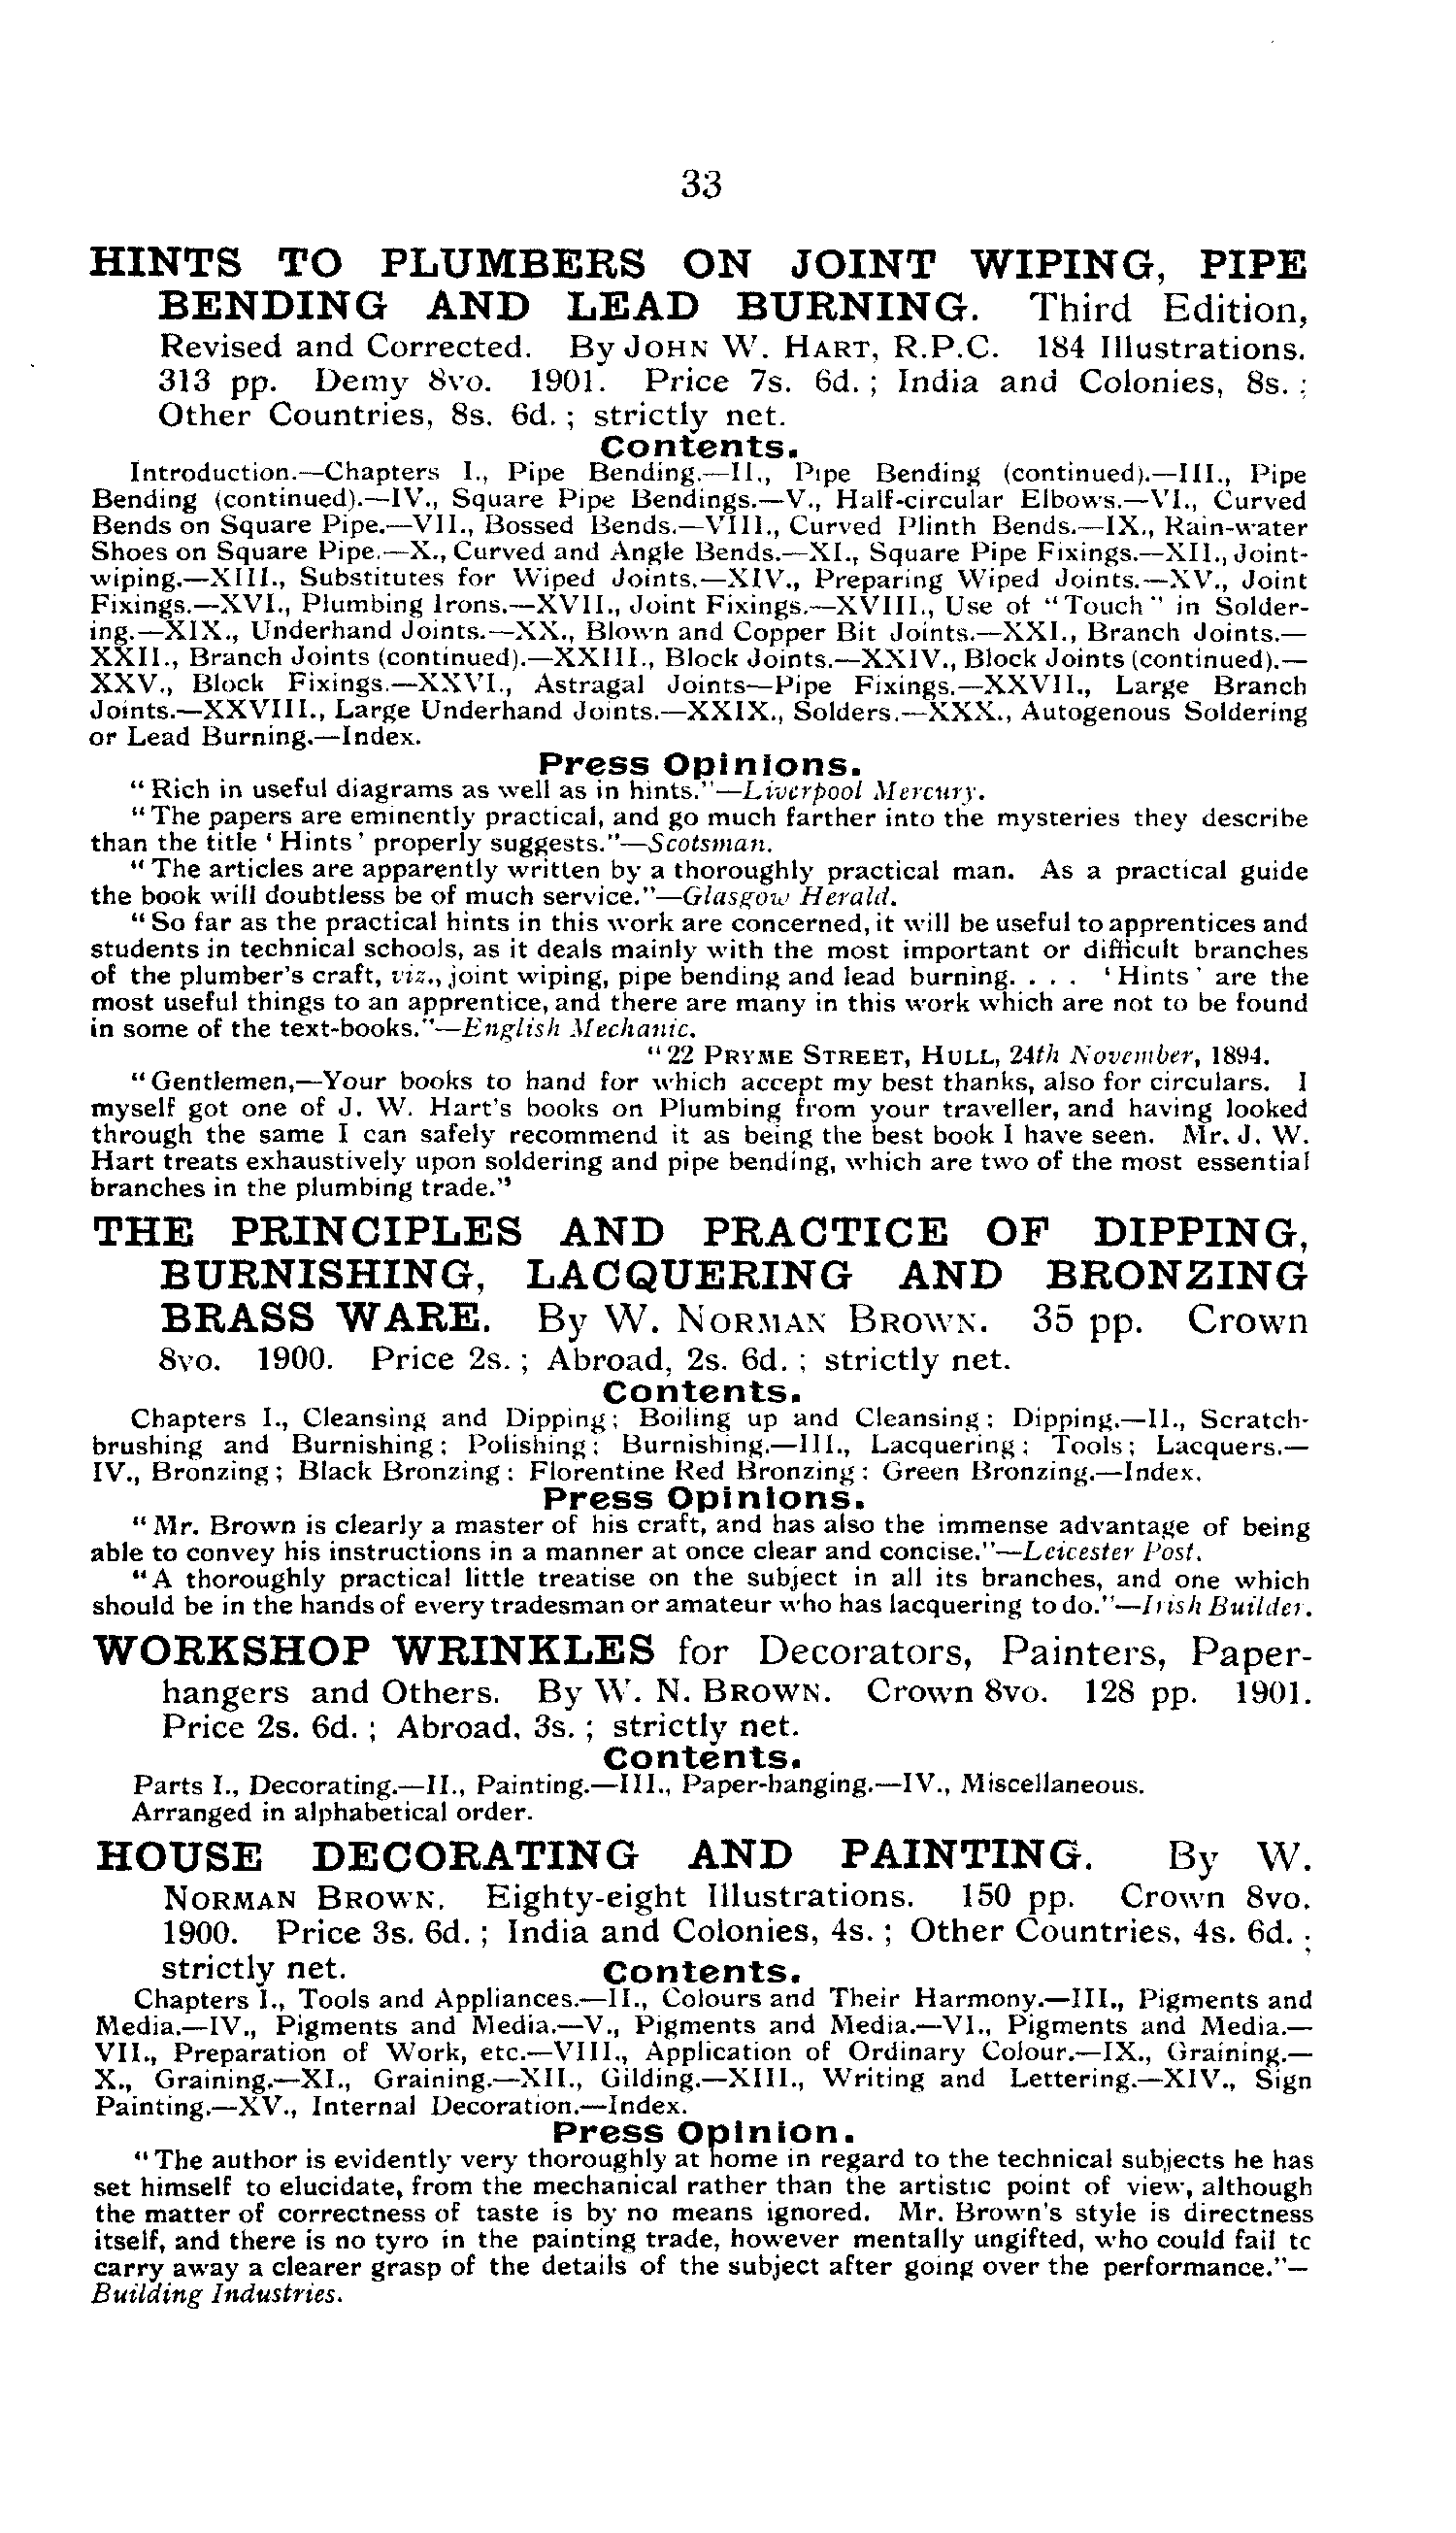 33
HINTS TO PLUMBERS ON JOINT WIPING, PIPE
BENDING AND LEAD BURNING. Third Edition,
Revised and Corrected. By JOHN W. HART, R.P.C. 184 Illustrations.
313 pp. Demy 8vo. 1901. Price 7s. 6d.; India and Colonies, 8s.;
Other Countries, 8s. 6d.; strictly net.
Contents.
Introduction.—Chapters I., Pipe Bending.—II., Pipe Bending (continued).—III., Pipe
Bending (continued).—IV., Square Pipe Bendings.—V., Half-circular Elbows.—VI., Curved
Bends on Square Pipe.—VII., Bossed Bends.—VIII., Curved Plinth Bends.—IX., Rain-water
Shoes on Square Pipe.—X., Curved and Angle Bends.—XI., Square Pipe Fixings.—XII., Joint-
wiping.—XIII., Substitutes for Wiped Joints.—XIV., Preparing Wiped Joints.—XV., Joint
Fixings.—XVI., Plumbing Irons.—XVII., Joint Fixings.—XVIII., Use of "Touch" in Solder-
ing.—XIX., Underhand Joints.—XX., Blown and Copper Bit Joints.—XXI., Branch Joints.—
XXII., Branch Joints (continued).—XXIII., Block Joints.—XXIV., Block Joints (continued).—
XXV., Block Fixings.—XXVI., Astragal Joints—Pipe Fixings.—XXVII., Large Branch
Joints.—XXVIII., Large Underhand Joints.—XXIX., Solders.—XXX., Autogenous Soldering
or Lead Burning.—Index.
Press Opinions.
"Rich in useful diagrams as well as in hints."—Liverpool Mercury.
"The papers are eminently practical, and go much farther into the mysteries they describe
than the title 'Hints' properly suggests."—Scotsman.
"The articles are apparently written by a thoroughly practical man. As a practical guide
the book will doubtless be of much service."—Glasgow Herald.
"So far as the practical hints in this work are concerned, it will be useful to apprentices and
students in technical schools, as it deals mainly with the most important or difficult branches
of the plumber's craft, viz., joint wiping, pipe bending and lead burning. . . . 'Hints' are the
most useful things to an apprentice, and there are many in this work which are not to be found
in some of the text-books."—English Mechanic.
"22 PRYME STREET, HULL, 24th November, 1894.
"Gentlemen,—Your books to hand for which accept my best thanks, also for circulars. I
myself got one of J. W. Hart's books on Plumbing from your traveller, and having looked
through the same I can safely recommend it as being the best book I have seen. Mr. J. W.
Hart treats exhaustively upon soldering and pipe bending, which are two of the most essential
branches in the plumbing trade."
THE PRINCIPLES AND PRACTICE OF DIPPING,
BURNISHING, LACQUERING AND BRONZING
BRASS WARE. By W. NORMAN BROWN. 35 pp. Crown
8vo. 1900. Price 2s.; Abroad, 2s. 6d.; strictly net.
Contents.
Chapters I., Cleansing and Dipping; Boiling up and Cleansing; Dipping.—II., Scratch-
brushing and Burnishing; Polishing; Burnishing.—III., Lacquering; Tools; Lacquers.—
IV., Bronzing; Black Bronzing; Florentine Red Bronzing; Green Bronzing.—Index.
Press Opinions.
"Mr. Brown is clearly a master of his craft, and has also the immense advantage of being
able to convey his instructions in a manner at once clear and concise."—Leicester Post.
"A thoroughly practical little treatise on the subject in all its branches, and one which
should be in the hands of every tradesman or amateur who has lacquering to do."—Irish Builder.
WORKSHOP WRINKLES for Decorators, Painters, Paper-
hangers and Others. By W. N. BROWN. Crown 8vo. 128 pp. 1901.
Price 2s. 6d.; Abroad, 3s.; strictly net.
Contents.
Parts I., Decorating.—II., Painting.—III., Paper-hanging.—IV., Miscellaneous.
Arranged in alphabetical order.
HOUSE DECORATING AND PAINTING. By W.
NORMAN BROWN. Eighty-eight Illustrations. 150 pp. Crown 8vo.
1900. Price 3s. 6d.; India and Colonies, 4s.; Other Countries, 4s. 6d.;
strictly net. Contents.
Chapters I., Tools and Appliances.—II., Colours and Their Harmony.—III., Pigments and
Media.—IV., Pigments and Media.—V., Pigments and Media.—VI., Pigments and Media.—
VII., Preparation of Work, etc.—VIII., Application of Ordinary Colour.—IX., Graining.—
X., Graining.—XI., Graining.—XII., Gilding.—XIII., Writing and Lettering.—XIV., Sign
Painting.—XV., Internal Decoration.—Index.
Press Opinion.
"The author is evidently very thoroughly at home in regard to the technical subjects he has
set himself to elucidate, from the mechanical rather than the artistic point of view, although
the matter of correctness of taste is by no means ignored. Mr. Brown's style is directness
itself, and there is no tyro in the painting trade, however mentally ungifted, who could fail to
carry away a clearer grasp of the details of the subject after going over the performance."—
Building Industries.